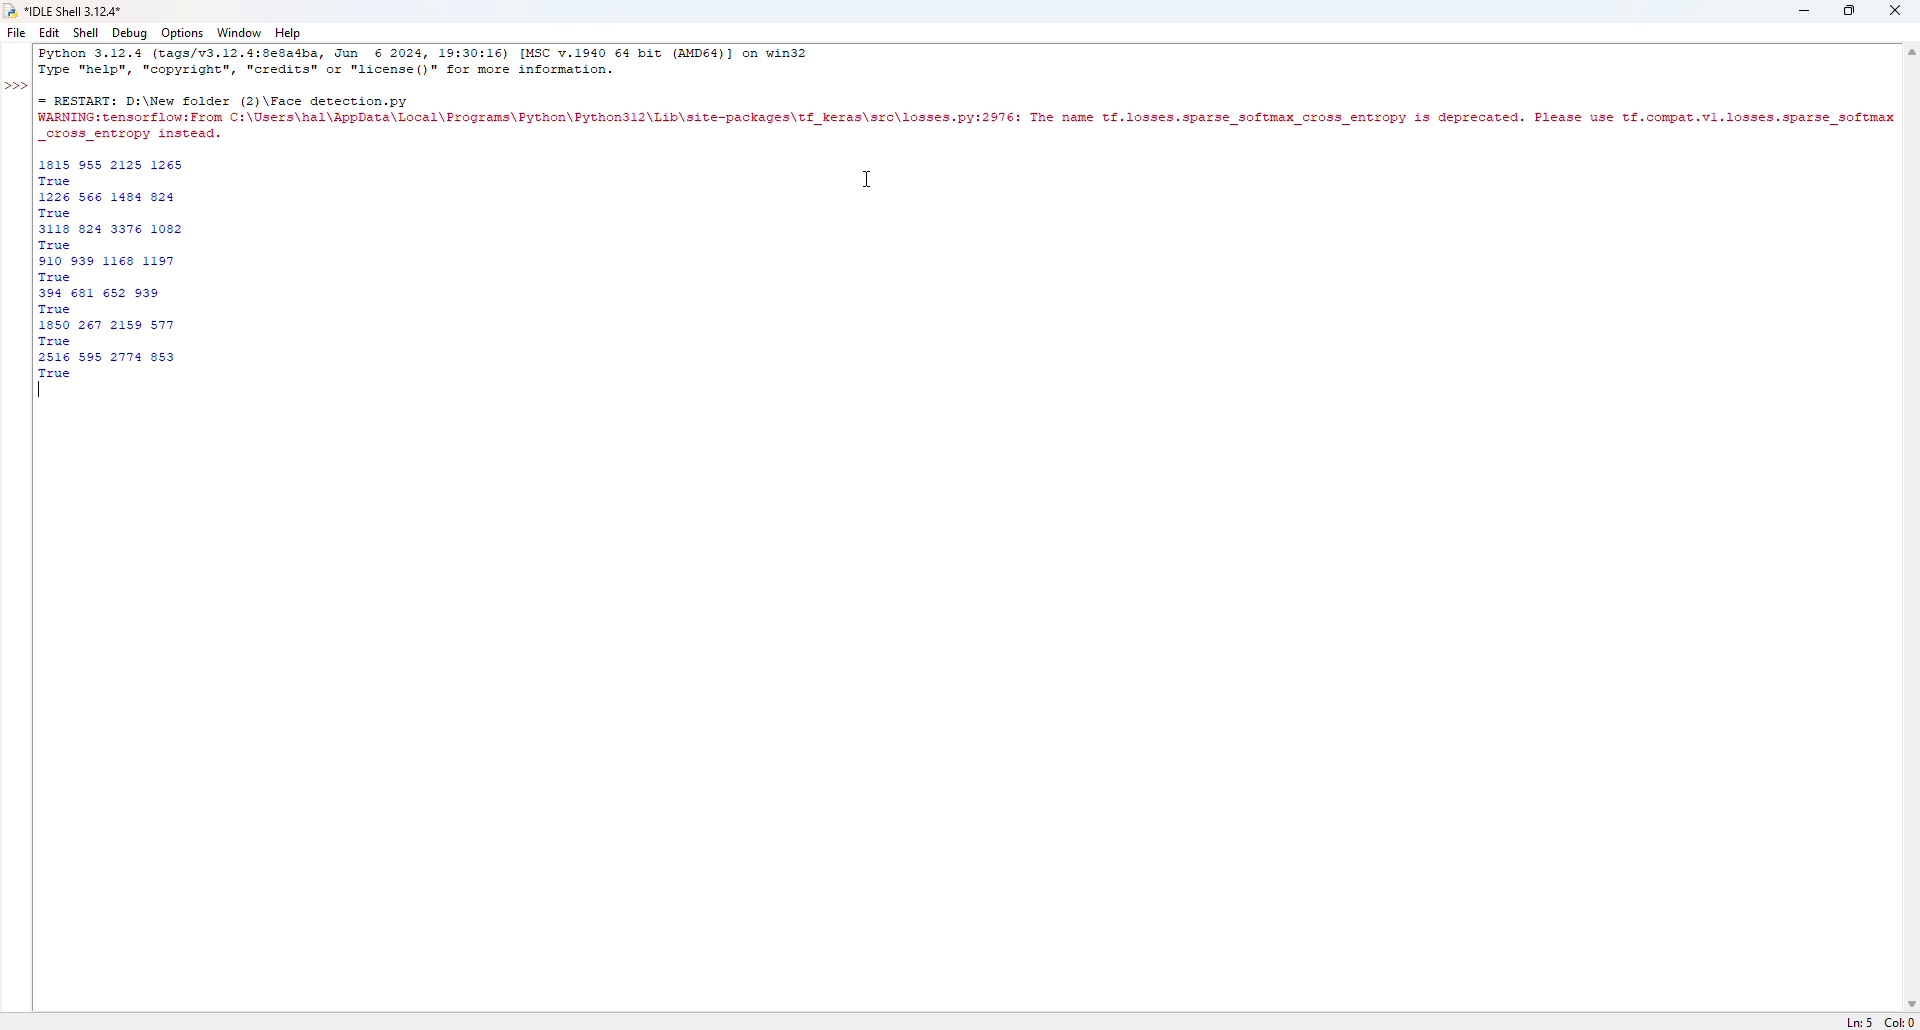 *IDLE Shell 3.12.4*
File Edit Shell Debug Options Window Help
Python 3.12.4 (tags/v3.12.4:8e8a4ba, Jun  6 2024, 19:30:16) [MSC v.1940 64 bit (AMD64)] on win32
Type "help", "copyright", "credits" or "license()" for more information.
>>>
= RESTART: D:\New folder (2)\Face detection.py
WARNING:tensorflow:From C:\Users\hal\AppData\Local\Programs\Python\Python312\Lib\site-packages\tf_keras\src\losses.py:2976: The name tf.losses.sparse_softmax_cross_entropy is deprecated. Please use tf.compat.v1.losses.sparse_softmax
_cross_entropy instead.
1815 955 2125 1265
True
1226 566 1484 824
True
3118 824 3376 1082
True
910 939 1168 1197
True
394 681 652 939
True
1850 267 2159 577
True
2516 595 2774 853
True
Ln: 5 Col: 0